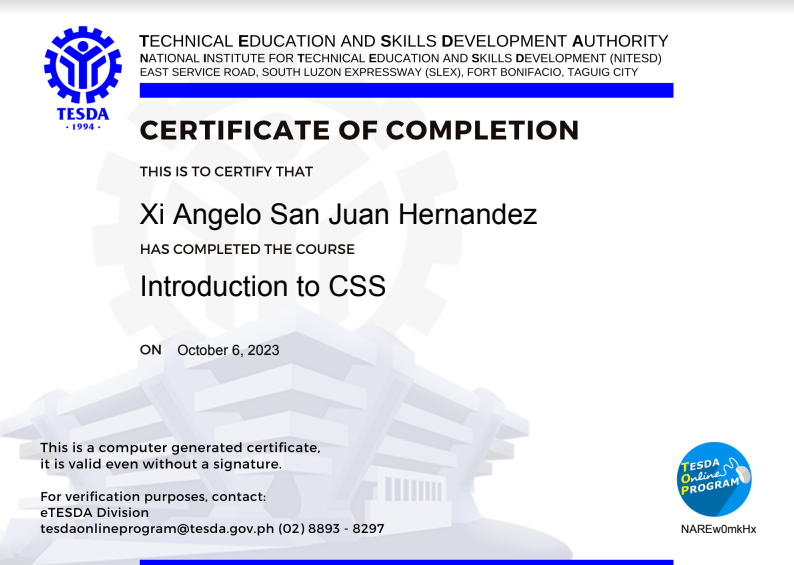 TECHNICAL EDUCATION AND SKILLS DEVELOPMENT AUTHORITY
NATIONAL INSTITUTE FOR TECHNICAL EDUCATION AND SKILLS DEVELOPMENT (NITESD)
EAST SERVICE ROAD, SOUTH LUZON EXPRESSWAY (SLEX), FORT BONIFACIO, TAGUIG CITY
TESDA
· 1994 ·
CERTIFICATE OF COMPLETION
THIS IS TO CERTIFY THAT
Xi Angelo San Juan Hernandez
HAS COMPLETED THE COURSE
Introduction to CSS
ON October 6, 2023
This is a computer generated certificate,
it is valid even without a signature.
For verification purposes, contact:
eTESDA Division
tesdaonlineprogram@tesda.gov.ph (02) 8893 - 8297
TESDA
Online
PROGRAM
NAREw0mkHx